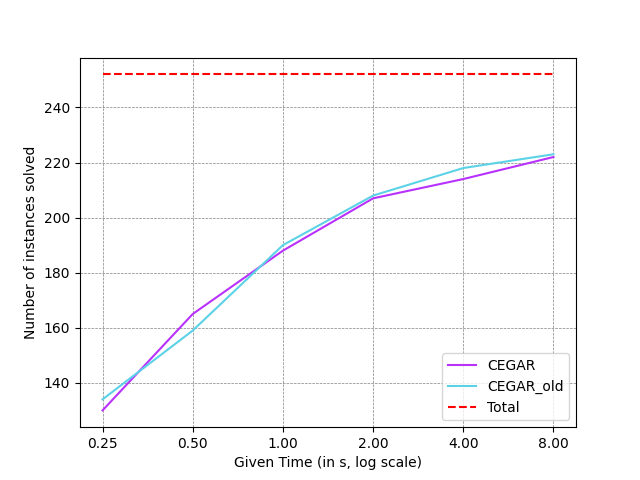 Number of instances solved
240
220
200
180
160
140
0.25 0.50 1.00 2.00 4.00 8.00
Given Time (in s, log scale)
CEGAR
CEGAR_old
Total